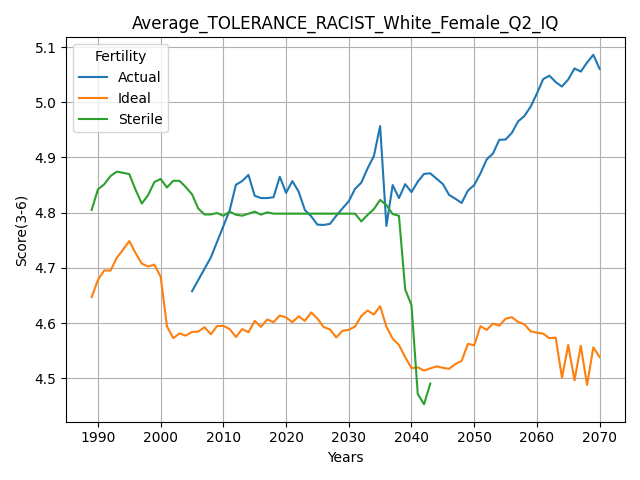 Average_TOLERANCE_RACIST_White_Female_Q2_IQ
Fertility
Actual
Ideal
Sterile
Score(3-6)
5.1
5.0
4.9
4.8
4.7
4.6
4.5
1990 2000 2010 2020 2030 2040 2050 2060 2070
Years